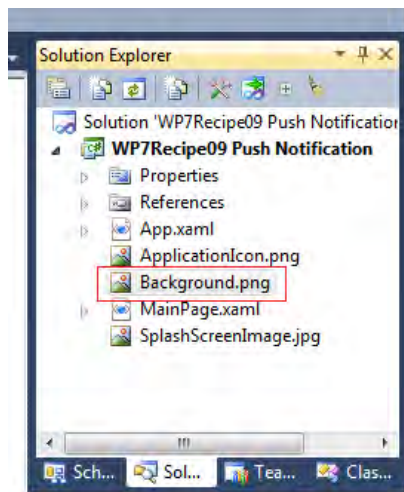 Solution Explorer
Solution 'WP7Recipe09 Push Notification
WP7Recipe09 Push Notification
Properties
References
App.xaml
ApplicationIcon.png
Background.png
MainPage.xaml
SplashScreenImage.jpg
Sch... Sol... Tea... Clas...